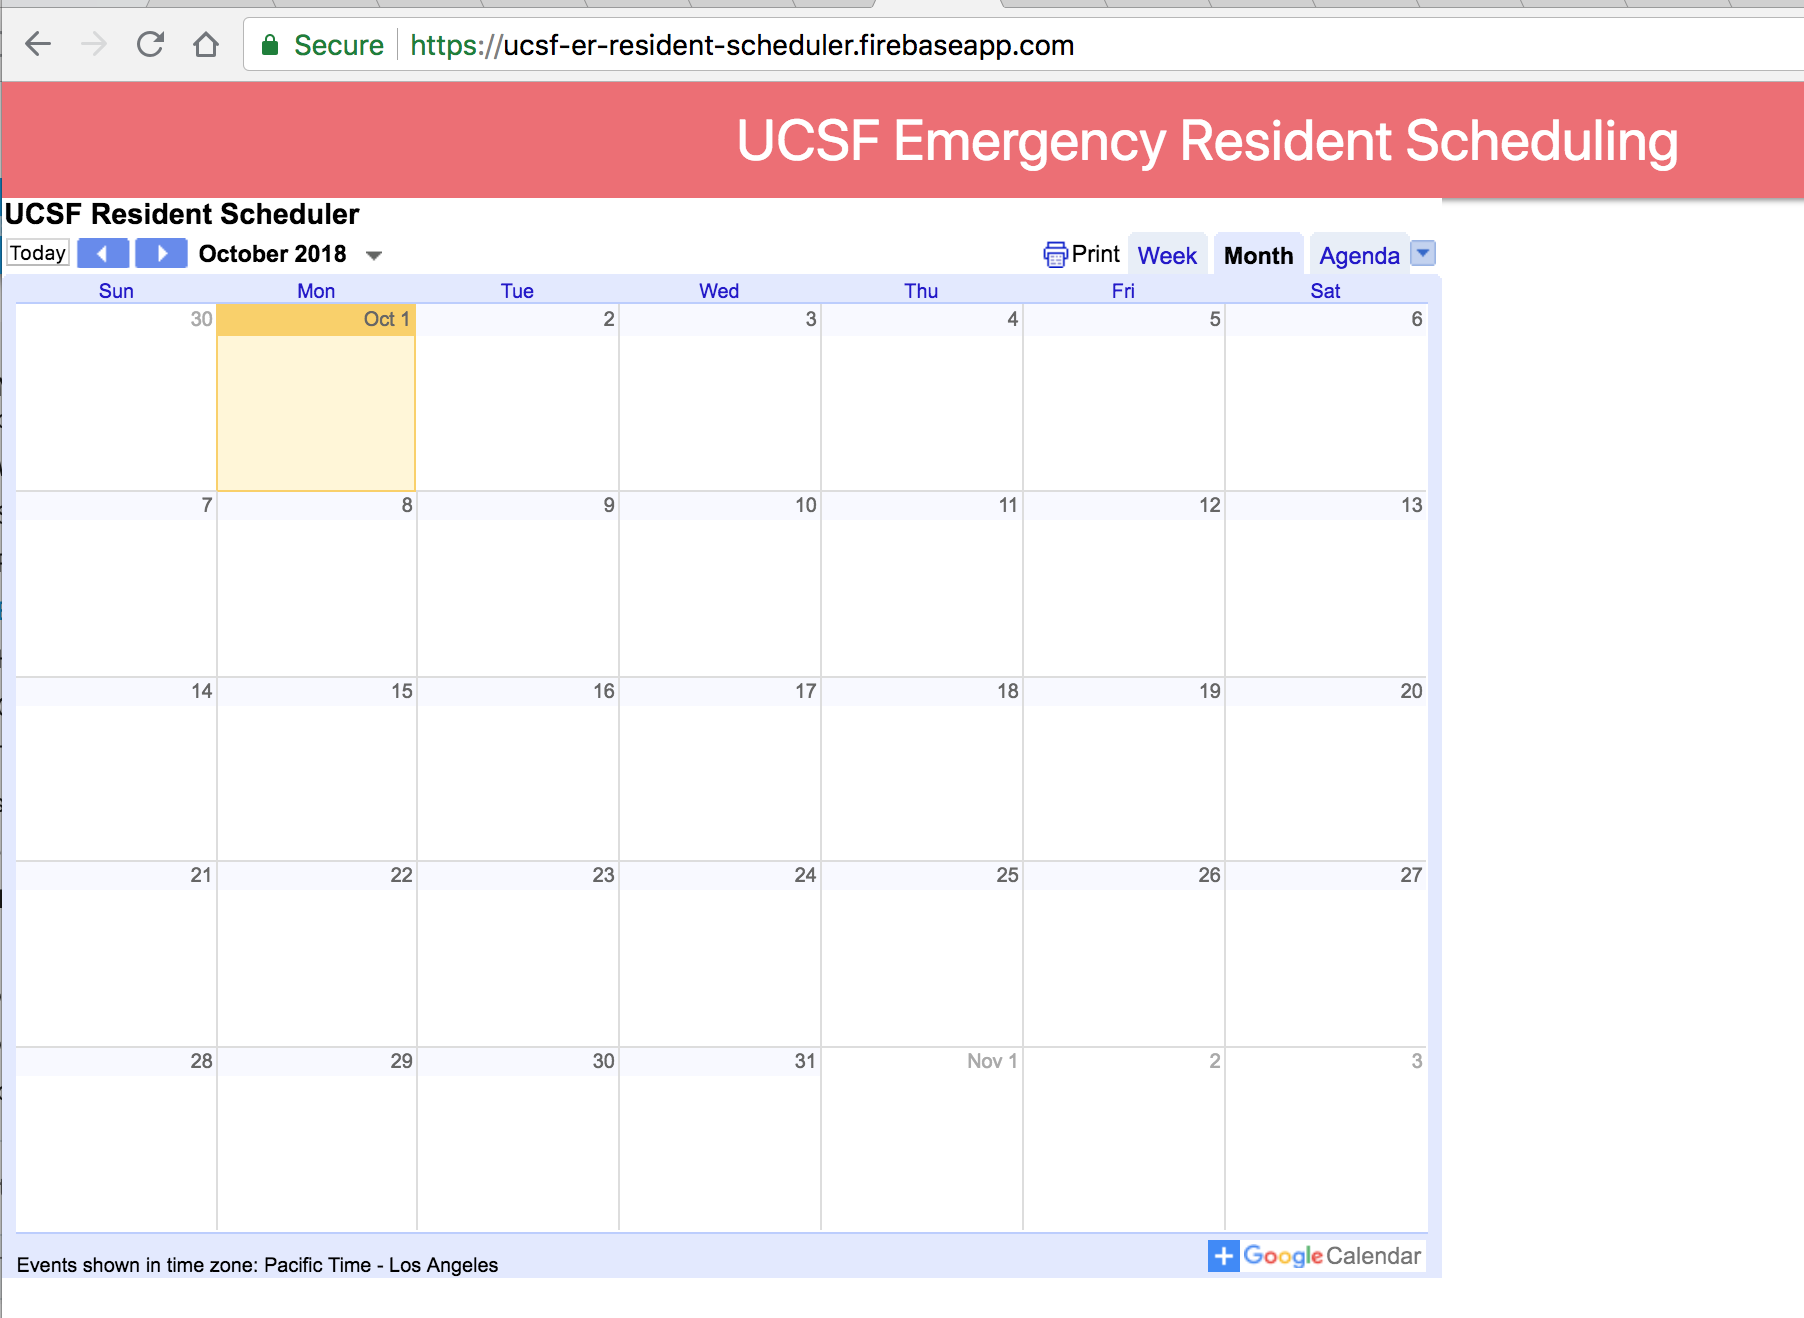 Secure https://ucsf-er-resident-scheduler.firebaseapp.com
UCSF Emergency Resident Scheduling
UCSF Resident Scheduler
Today October 2018 Print Week Month Agenda
Sun Mon Tue Wed Thu Fri Sat
30 Oct 1 2 3 4 5 6
7 8 9 10 11 12 13
14 15 16 17 18 19 20
21 22 23 24 25 26 27
28 29 30 31 Nov 1 2 3
Events shown in time zone: Pacific Time - Los Angeles
Google Calendar